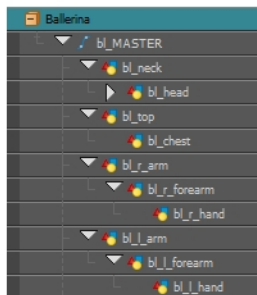 Ballerina
bl_MASTER
bl_neck
bl_head
bl_top
bl_chest
bl_r_arm
bl_r_forearm
bl_r_hand
bl_l_arm
bl_l_forearm
bl_l_hand